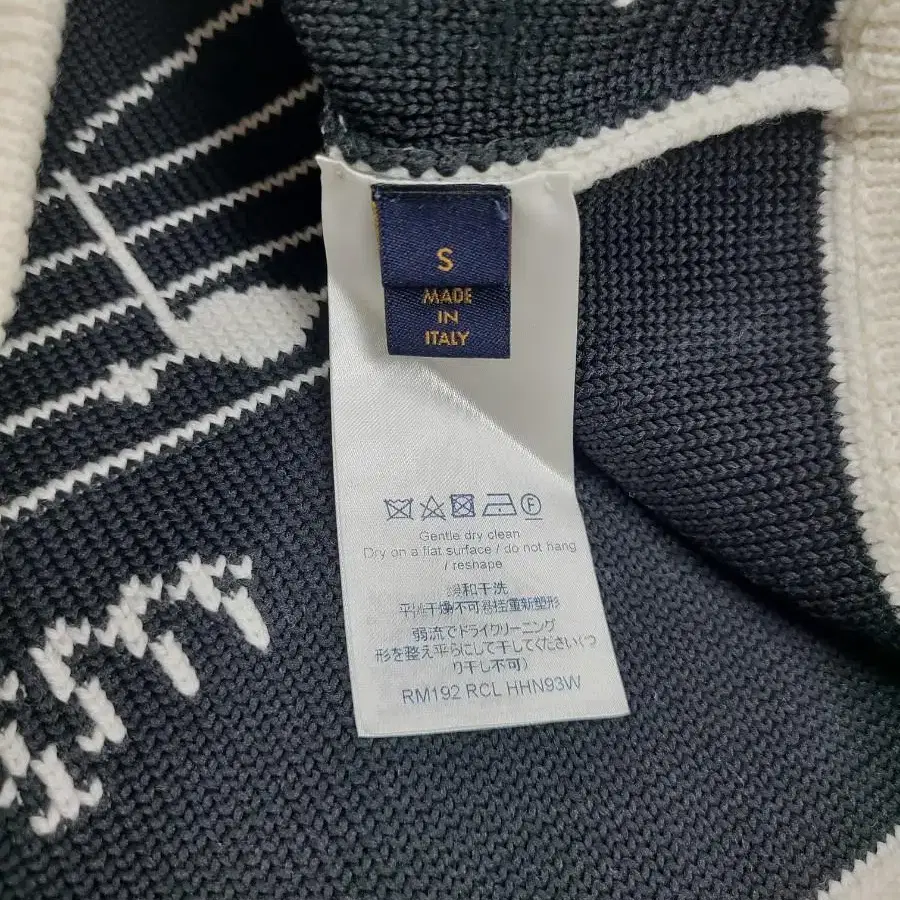 S
MADE
IN
ITALY
Gentle dry clean
Dry on a flat surface / do not hang
/ reshape
缓和干洗
平摊干燥不可悬挂重新塑形
弱流でドライクリーニング
形を整え平らにして干してください(つ
り干し不可)
RM192 RCL HHN93W